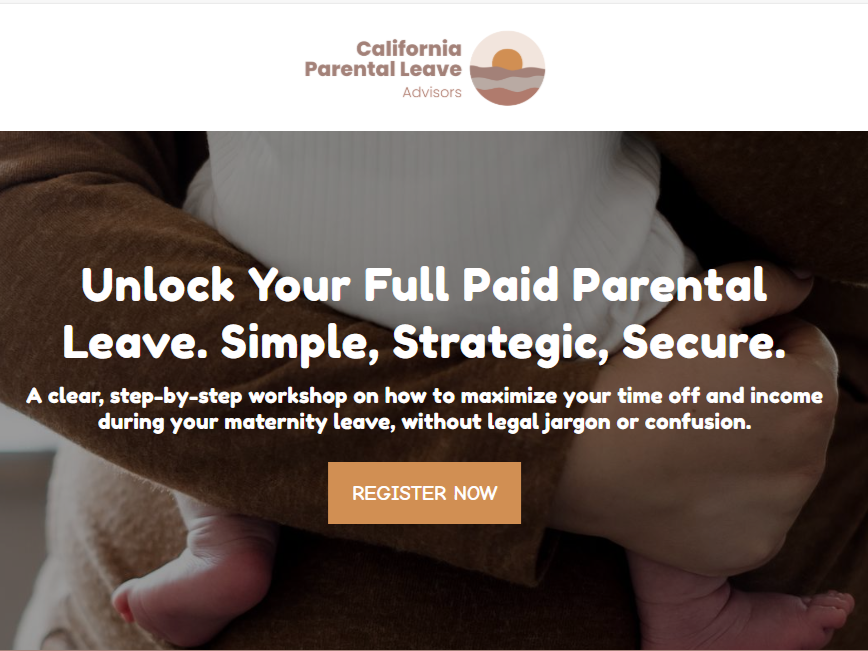 California
Parental Leave
Advisors
Unlock Your Full Paid Parental
Leave. Simple, Strategic, Secure.
A clear, step-by-step workshop on how to maximize your time off and income
during your maternity leave, without legal jargon or confusion.
REGISTER NOW